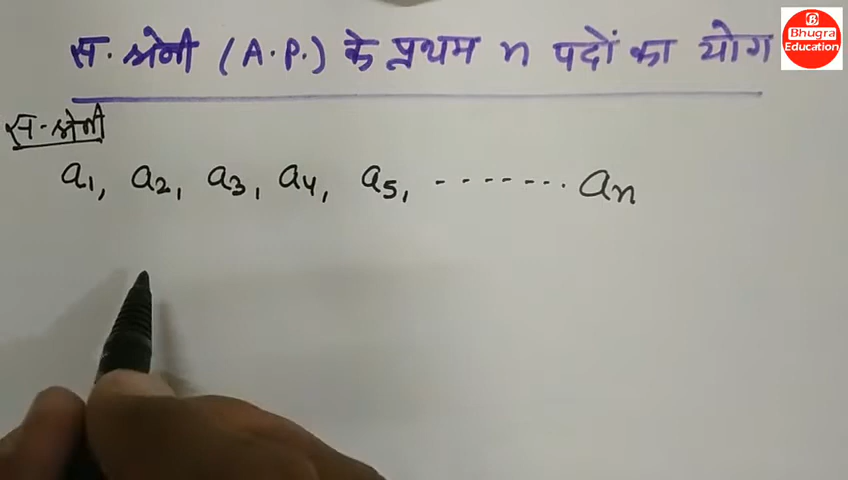 स. श्रेणी (A.P.) के प्रथम n पदों का योग
Bhugra
Education
स. श्रेणी
a₁, a₂, a₃, a₄, a₅, ------- aₙ